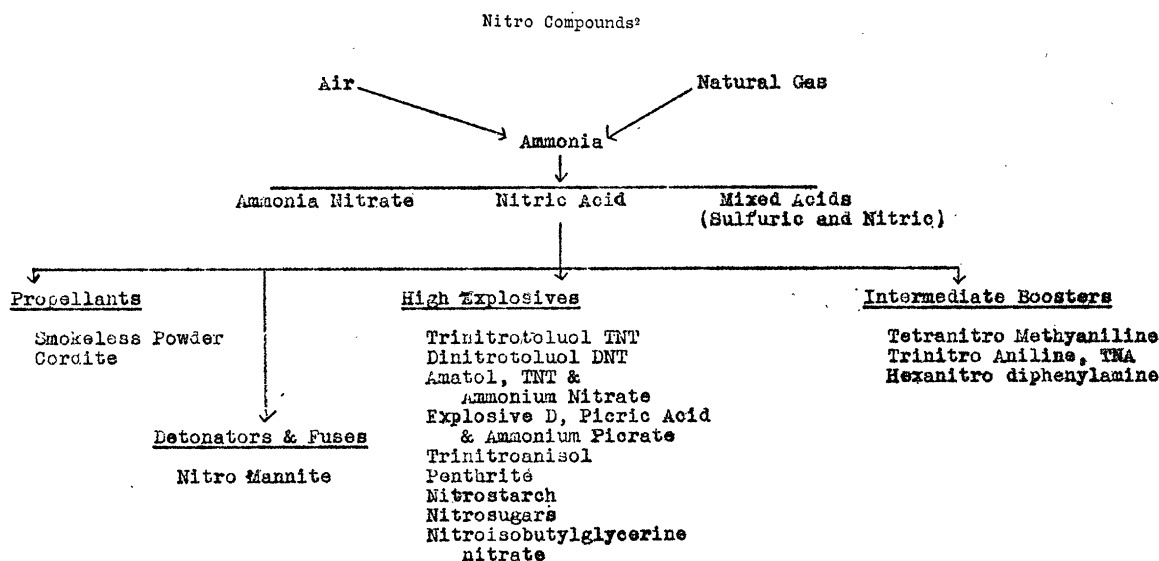 Nitro Compounds²
Air
Natural Gas
Ammonia
Ammonia Nitrate
Nitric Acid
Mixed Acids
(Sulfuric and Nitric)
Propellants
Smokeless Powder
Cordite
Detonators & Fuses
Nitro Mannite
High Explosives
Trinitrotoluol TNT
Dinitrotoluol DNT
Amatol, TNT &
Ammonium Nitrate
Explosive D, Picric Acid
& Ammonium Picrate
Trinitroanisol
Penthrite
Nitrostarch
Nitrosugars
Nitroisobutylglycerine
nitrate
Intermediate Boosters
Tetranitro Methyaniline
Trinitro Aniline, TNA
Hexanitro diphenylamine